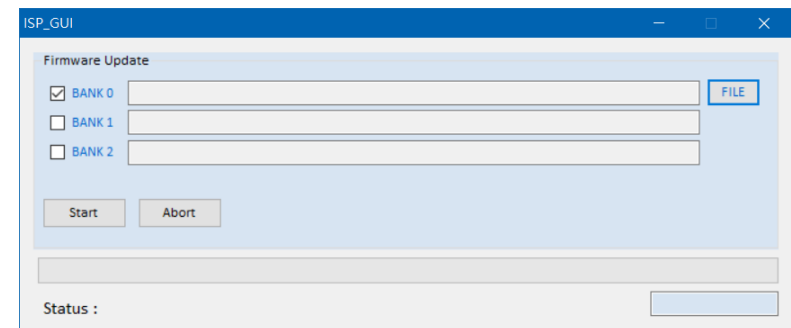 ISP_GUI
Firmware Update
BANK 0
FILE
BANK 1
BANK 2
Start Abort
Status :